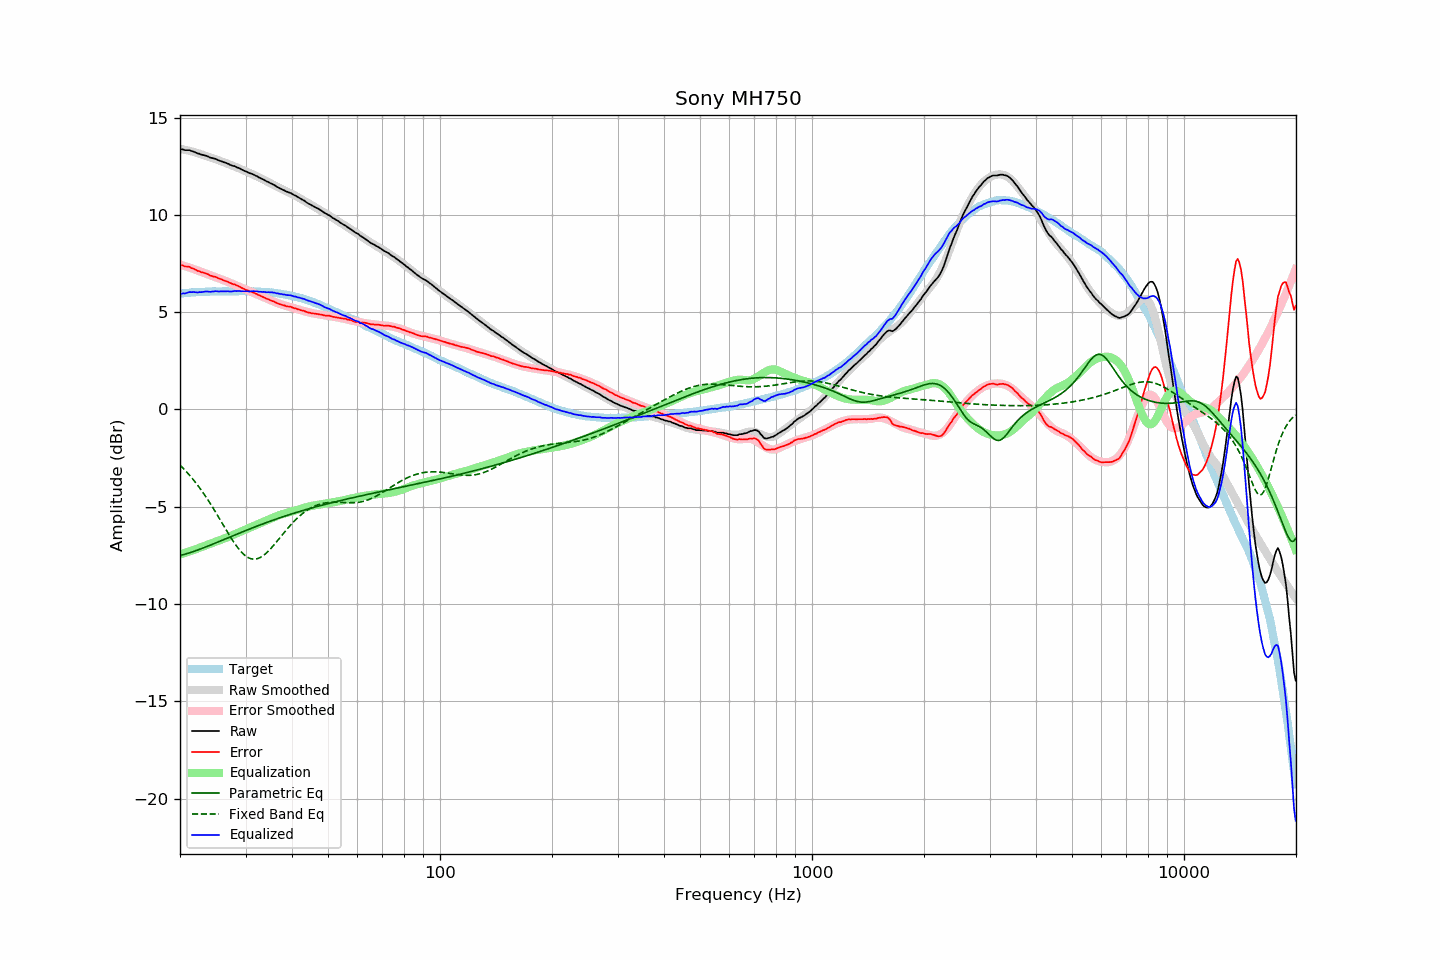 Sony MH750
15
10
5
0
−5
−10
−15
−20
Amplitude (dBr)
Target
Raw Smoothed
Error Smoothed
Raw
Error
Equalization
Parametric Eq
Fixed Band Eq
Equalized
100
1000
10000
Frequency (Hz)